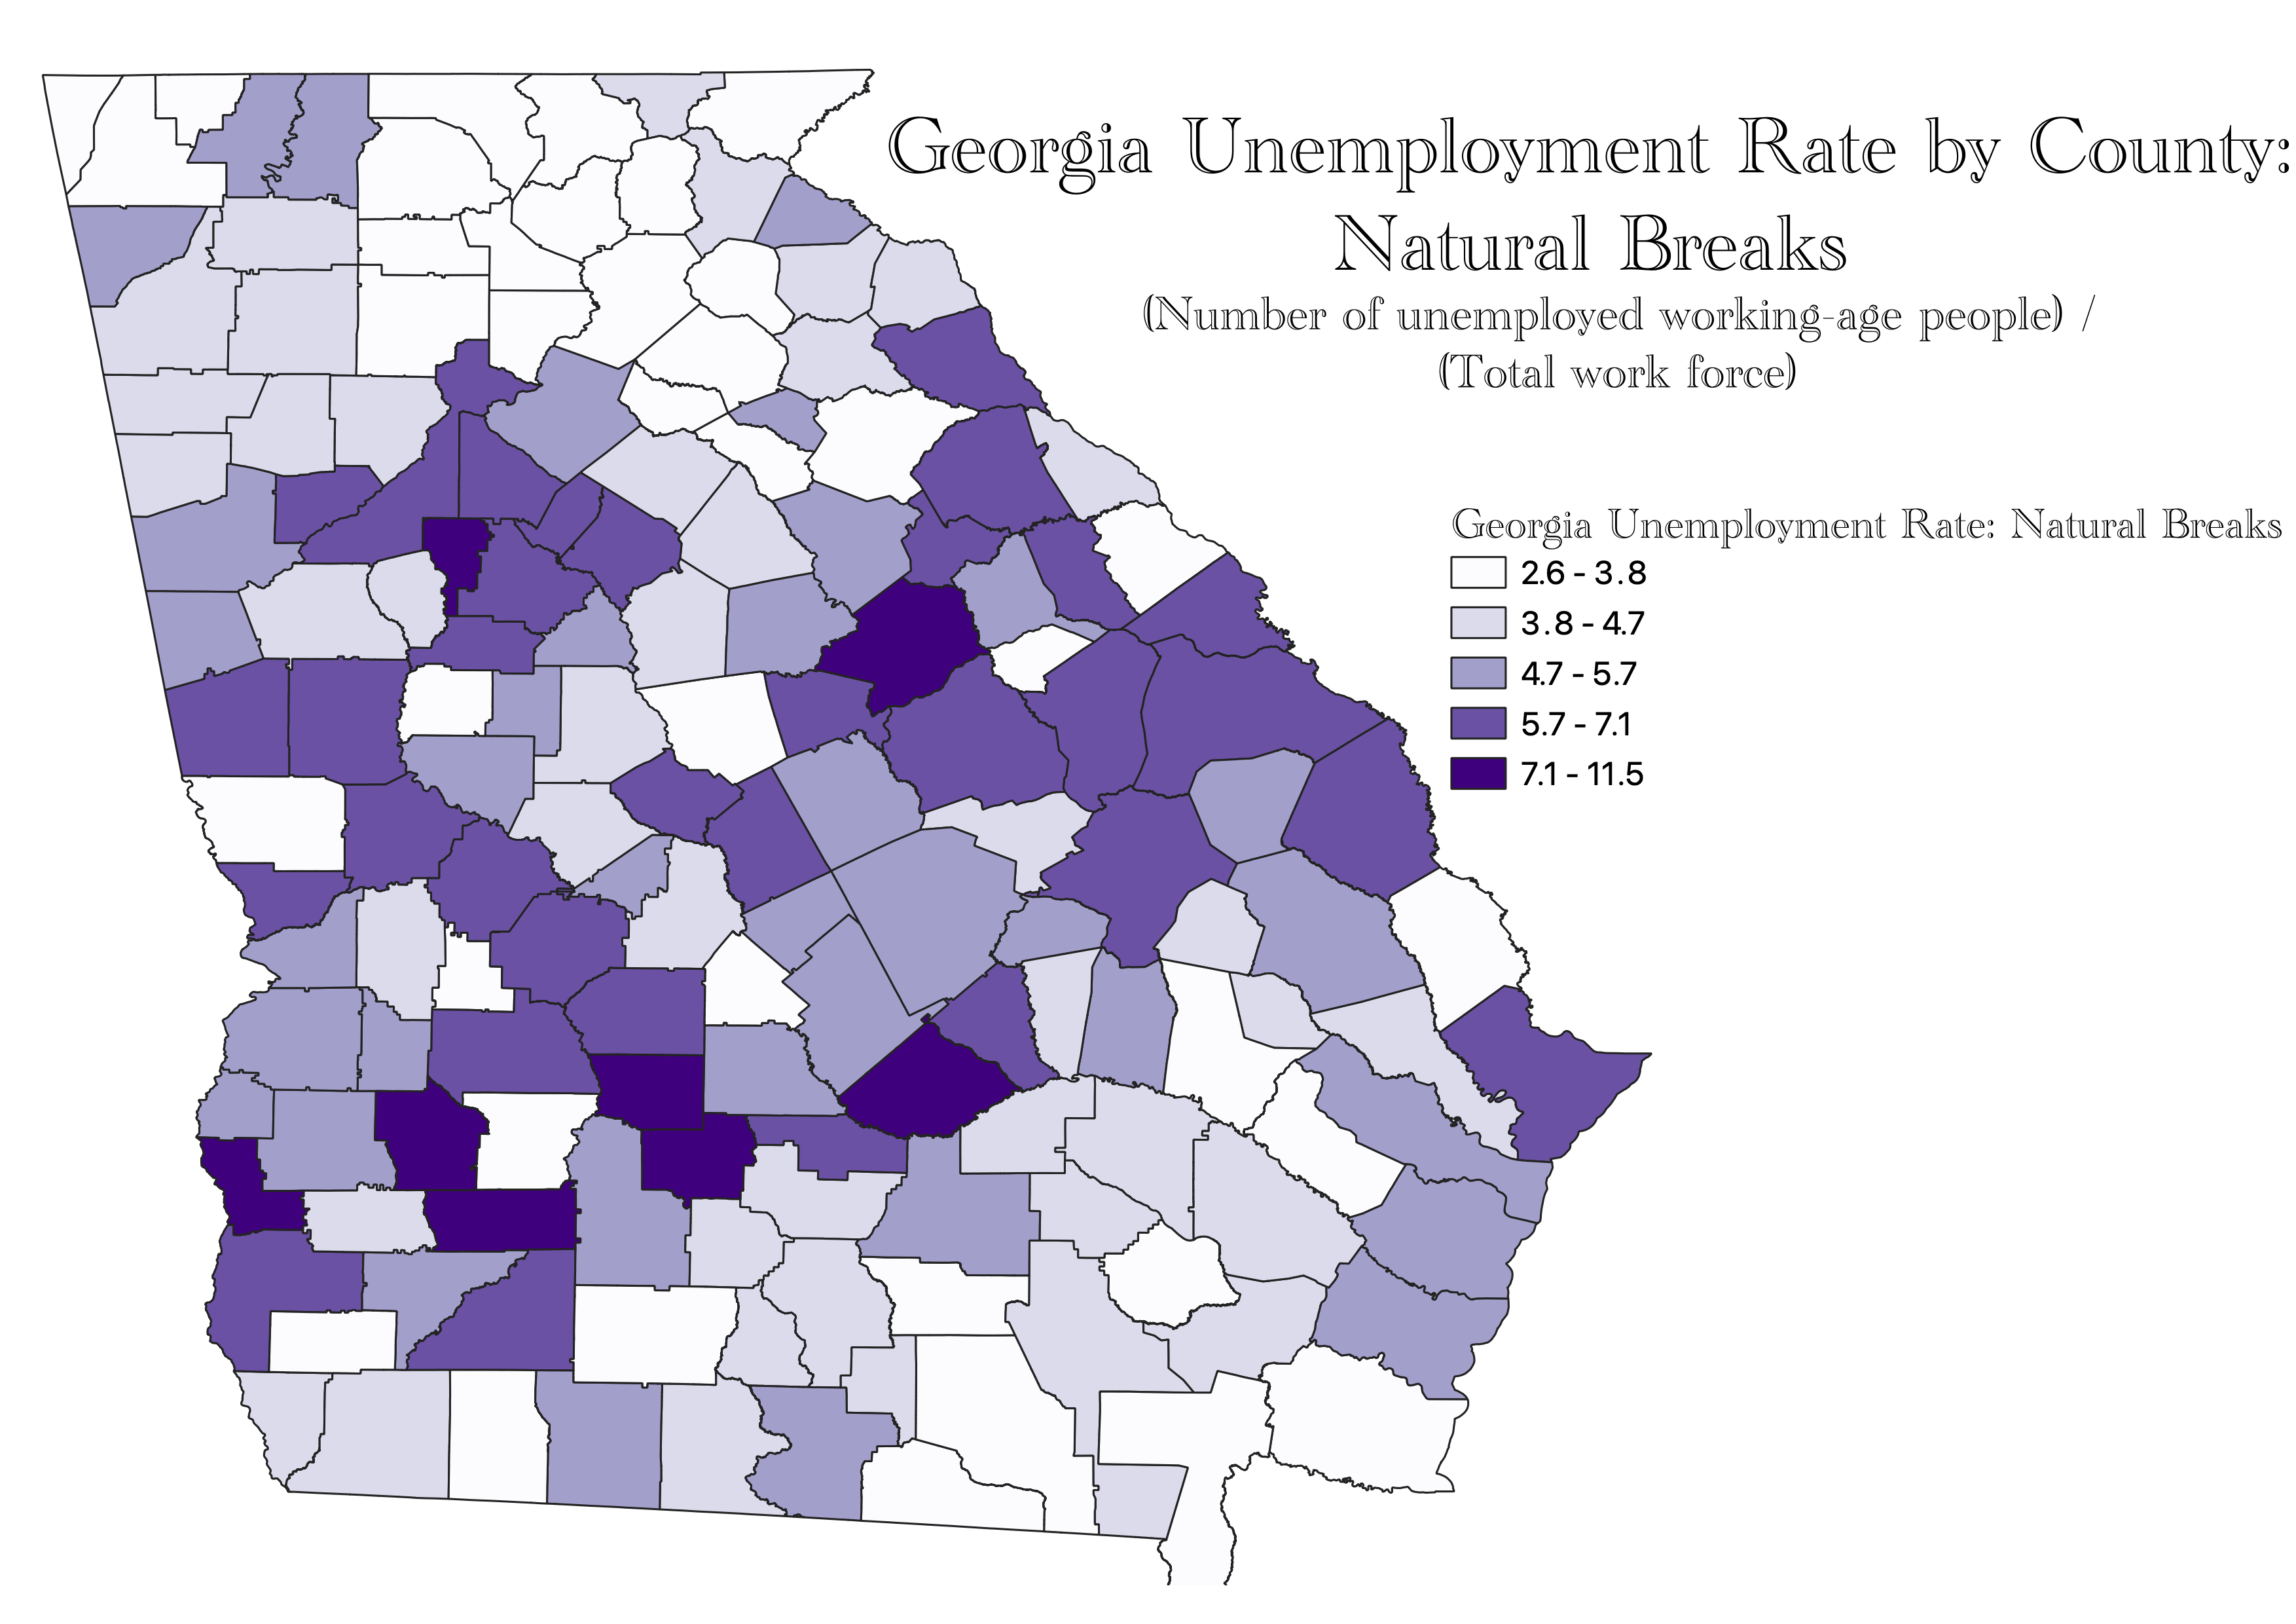 Georgia Unemployment Rate by County:
Natural Breaks
(Number of unemployed working-age people) /
(Total work force)
Georgia Unemployment Rate: Natural Breaks
2.6 - 3.8
3.8 - 4.7
4.7 - 5.7
5.7 - 7.1
7.1 - 11.5